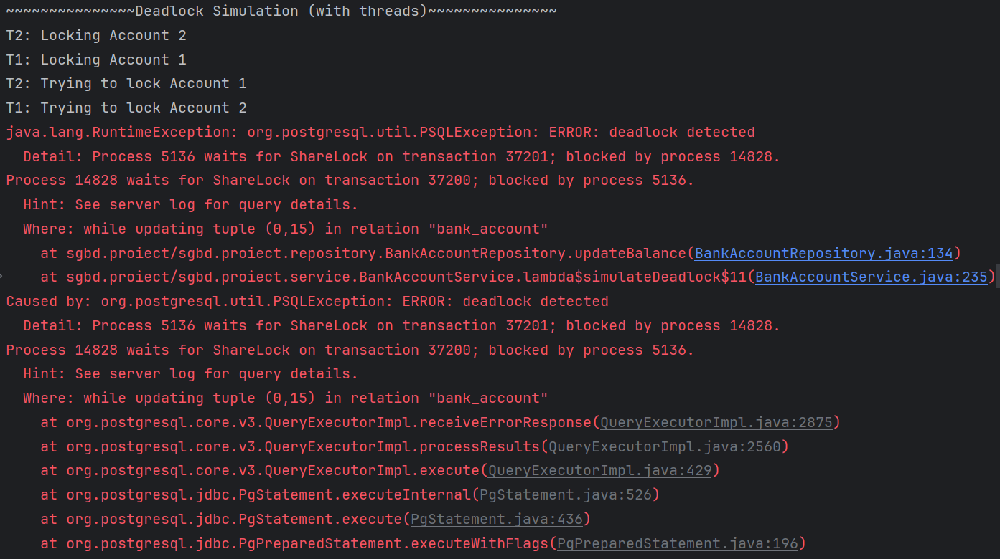 ~~~~~~~~~~~~~~~Deadlock Simulation (with threads)~~~~~~~~~~~~~~~
T2: Locking Account 2
T1: Locking Account 1
T2: Trying to lock Account 1
T1: Trying to lock Account 2
java.lang.RuntimeException: org.postgresql.util.PSQLException: ERROR: deadlock detected
  Detail: Process 5136 waits for ShareLock on transaction 37201; blocked by process 14828.
Process 14828 waits for ShareLock on transaction 37200; blocked by process 5136.
  Hint: See server log for query details.
  Where: while updating tuple (0,15) in relation "bank_account"
    at sgbd.proiect/sgbd.proiect.repository.BankAccountRepository.updateBalance(BankAccountRepository.java:134)
    at sgbd.proiect/sgbd.proiect.service.BankAccountService.lambda$simulateDeadlock$11(BankAccountService.java:235)
Caused by: org.postgresql.util.PSQLException: ERROR: deadlock detected
  Detail: Process 5136 waits for ShareLock on transaction 37201; blocked by process 14828.
Process 14828 waits for ShareLock on transaction 37200; blocked by process 5136.
  Hint: See server log for query details.
  Where: while updating tuple (0,15) in relation "bank_account"
    at org.postgresql.core.v3.QueryExecutorImpl.receiveErrorResponse(QueryExecutorImpl.java:2875)
    at org.postgresql.core.v3.QueryExecutorImpl.processResults(QueryExecutorImpl.java:2560)
    at org.postgresql.core.v3.QueryExecutorImpl.execute(QueryExecutorImpl.java:429)
    at org.postgresql.jdbc.PgStatement.executeInternal(PgStatement.java:526)
    at org.postgresql.jdbc.PgStatement.execute(PgStatement.java:436)
    at org.postgresql.jdbc.PgPreparedStatement.executeWithFlags(PgPreparedStatement.java:196)